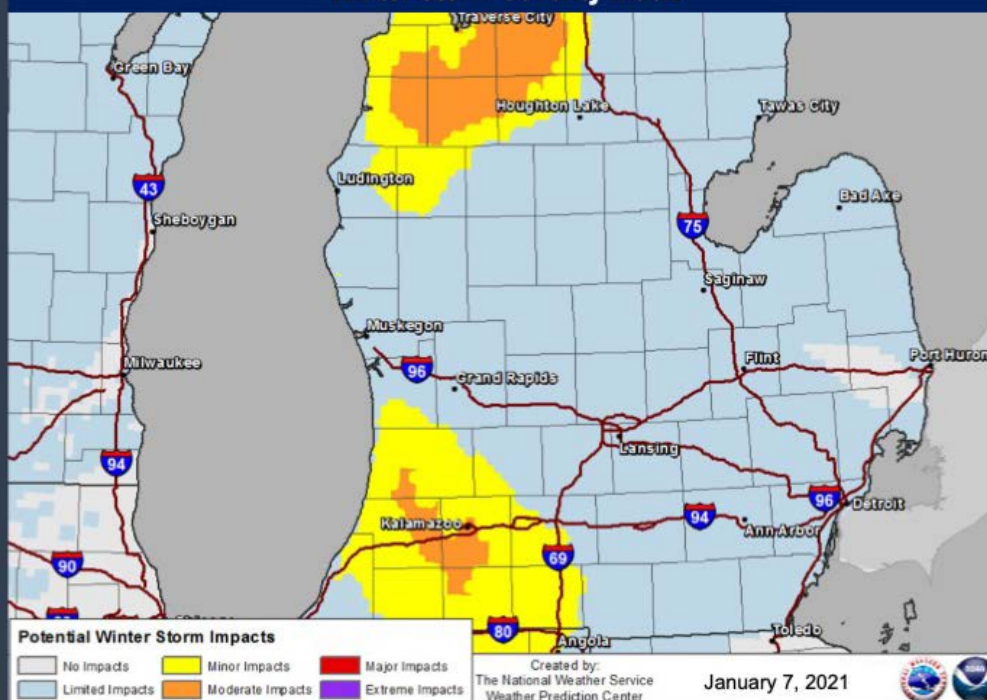 Traverse City
Green Bay
Houghton Lake
Tawas City
Ludington
43
Bad Axe
Sheboygan
75
Saginaw
Muskegon
Milwaukee
96
Grand Rapids
Flint
Port Huron
94
Lansing
Kalamazoo
94
96
Detroit
Ann Arbor
90
69
80
Angola
Toledo
Potential Winter Storm Impacts
No Impacts
Minor Impacts
Major Impacts
Limited Impacts
Moderate Impacts
Extreme Impacts
Created by:
The National Weather Service
Weather Prediction Center
January 7, 2021